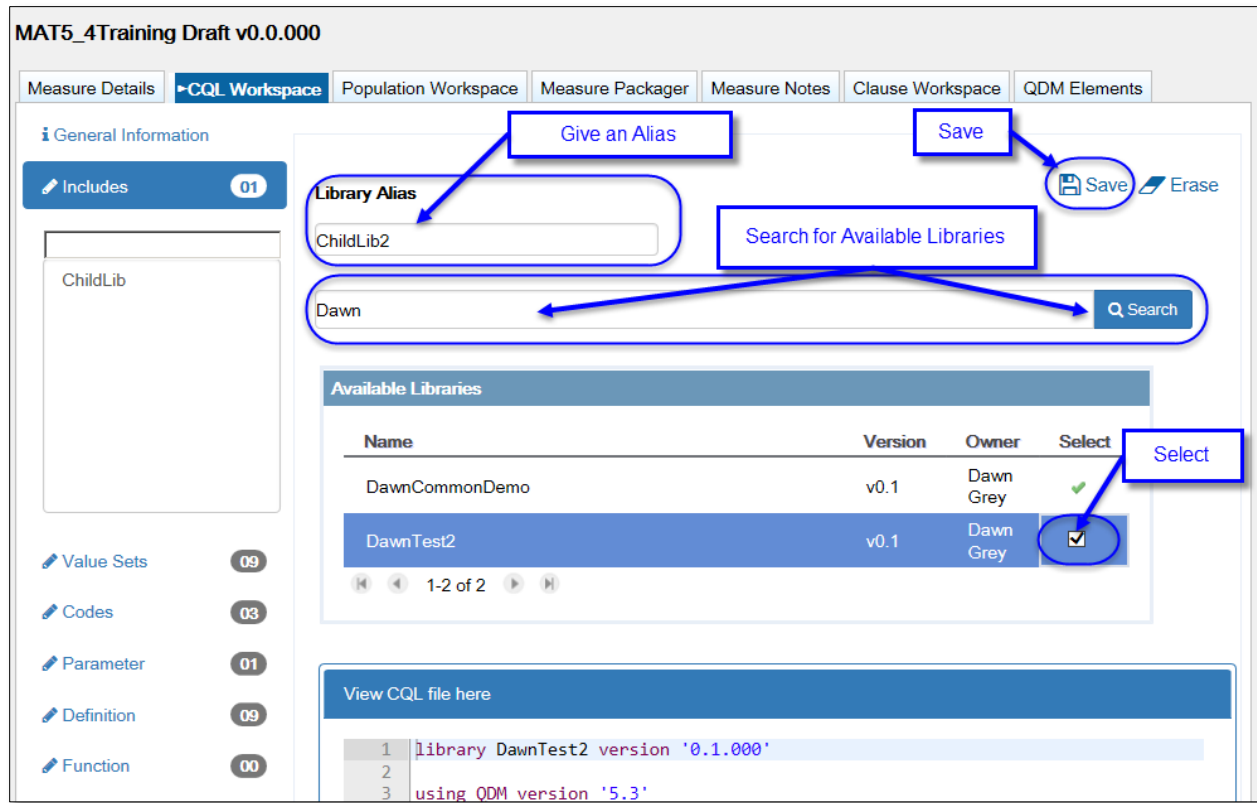 MAT5_4Training Draft v0.0.000
Measure Details ▸CQL Workspace Population Workspace Measure Packager Measure Notes Clause Workspace QDM Elements
General Information
Give an Alias
Save
Includes 01
Library Alias
Save Erase
ChildLib2
Search for Available Libraries
ChildLib
Dawn
Search
Available Libraries
Name Version Owner Select
Select
DawnCommonDemo v0.1 Dawn
Grey
DawnTest2 v0.1 Dawn
Grey
1-2 of 2
Value Sets 09
Codes 03
Parameter 01
Definition 09
Function 00
View CQL file here
1 library DawnTest2 version '0.1.000'
2
3 using QDM version '5.3'